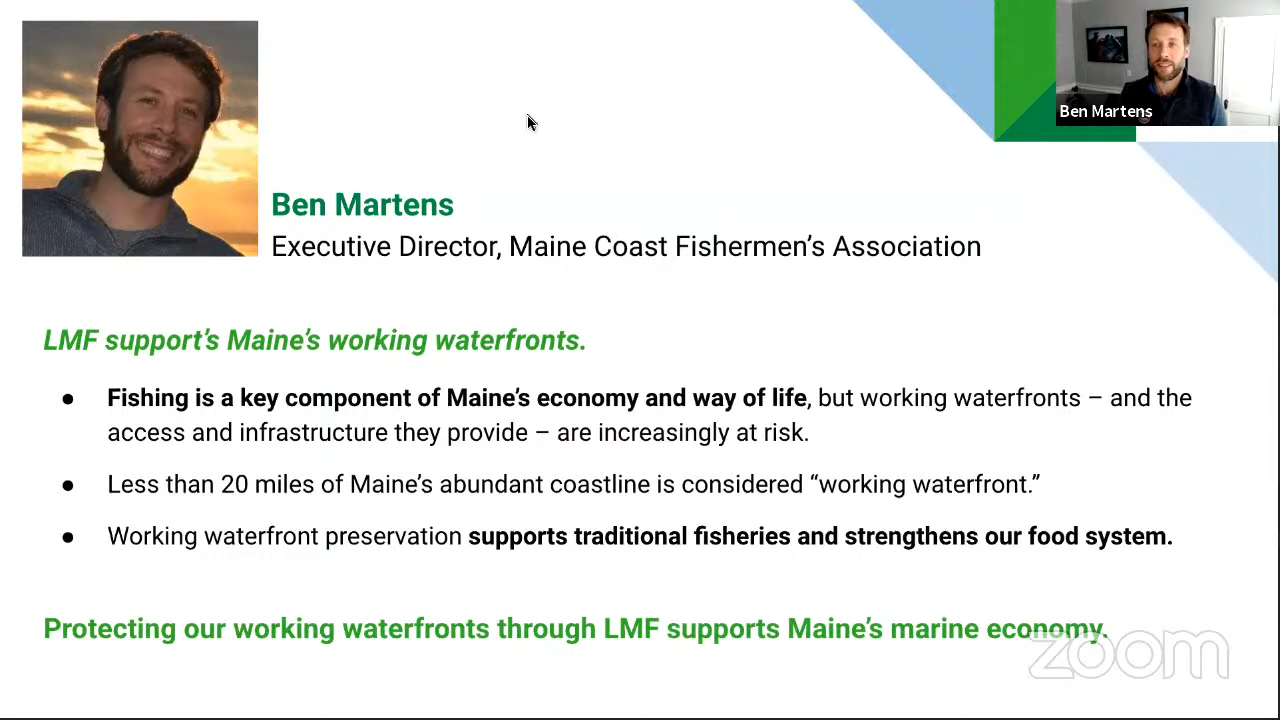 Ben Martens
Ben Martens
Executive Director, Maine Coast Fishermen’s Association
LMF support’s Maine’s working waterfronts.
● Fishing is a key component of Maine’s economy and way of life, but working waterfronts – and the
access and infrastructure they provide – are increasingly at risk.
● Less than 20 miles of Maine’s abundant coastline is considered “working waterfront.”
● Working waterfront preservation supports traditional fisheries and strengthens our food system.
Protecting our working waterfronts through LMF supports Maine’s marine economy.
zoom